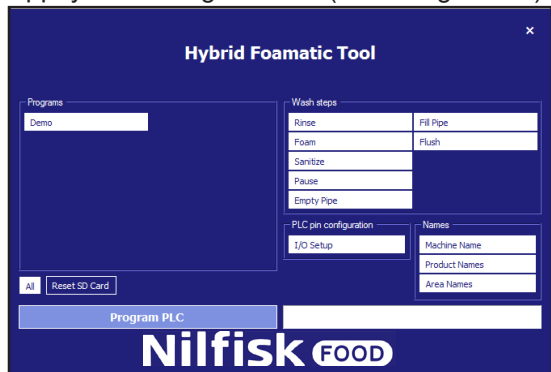 ×
Hybrid Foamatic Tool
Programs
Demo
Wash steps
Rinse
Fill Pipe
Foam
Flush
Sanitize
Pause
Empty Pipe
PLC pin configuration
I/O Setup
Names
Machine Name
Product Names
Area Names
All
Reset SD Card
Program PLC
Nilfisk FOOD